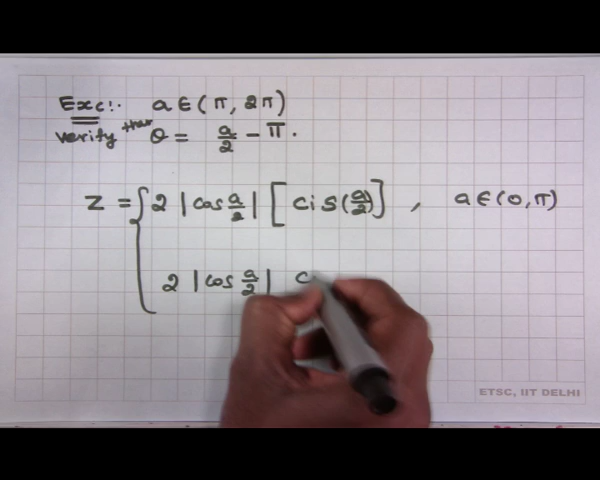 Exc:. a ∈ (π, 2π)
verify that θ = a/2 - π.
Z = { 2 |cos a/2| [cis(a/2)] , a ∈ (0, π)
2 |cos a/2| c
ETSC, IIT DELHI